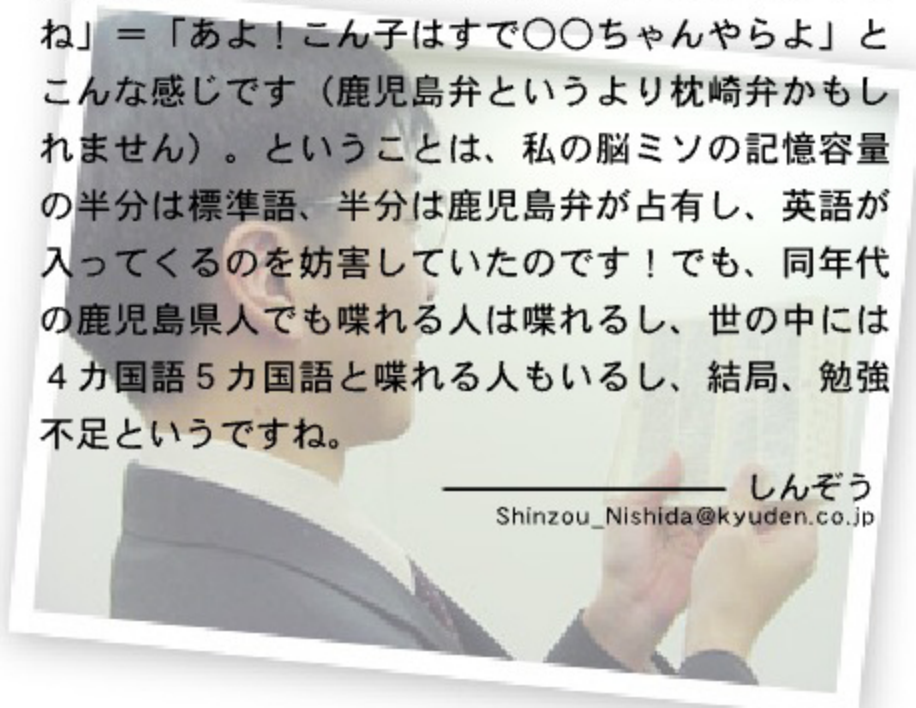 ね」＝「あよ！こん子はすで○○ちゃんやらよ」と
こんな感じです（鹿児島弁というより枕崎弁かもし
れません）。ということは、私の脳ミソの記憶容量
の半分は標準語、半分は鹿児島弁が占有し、英語が
入ってくるのを妨害していたのです！でも、同年代
の鹿児島県人でも喋れる人は喋れるし、世の中には
４カ国語５カ国語と喋れる人もいるし、結局、勉強
不足というですね。
しんぞう
Shinzou_Nishida@kyuden.co.jp